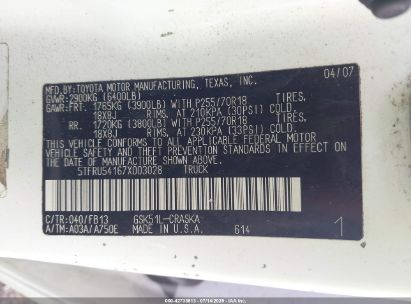 04/07
MFD BY:TOYOTA MOTOR MANUFACTURING, TEXAS, INC.
GVWR:2900KG (6400LB)
GAWR:FRT. 1765KG (3900LB) WITH P255/70R18 TIRES,
18X8J RIMS, AT 210KPA (30PSI) COLD.
RR. 1720KG (3800LB) WITH P255/70R18 TIRES,
18X8J RIMS, AT 230KPA (33PSI) COLD.
THIS VEHICLE CONFORMS TO ALL APPLICABLE FEDERAL MOTOR
VEHICLE SAFETY AND THEFT PREVENTION STANDARDS IN EFFECT
ON THE DATE OF MANUFACTURE SHOWN ABOVE.
5TFRU54167X003028 TRUCK
C/TR:040/FB13 GSK51L-CRASKA
A/TM:A03A/A750E MADE IN U.S.A. 614
1